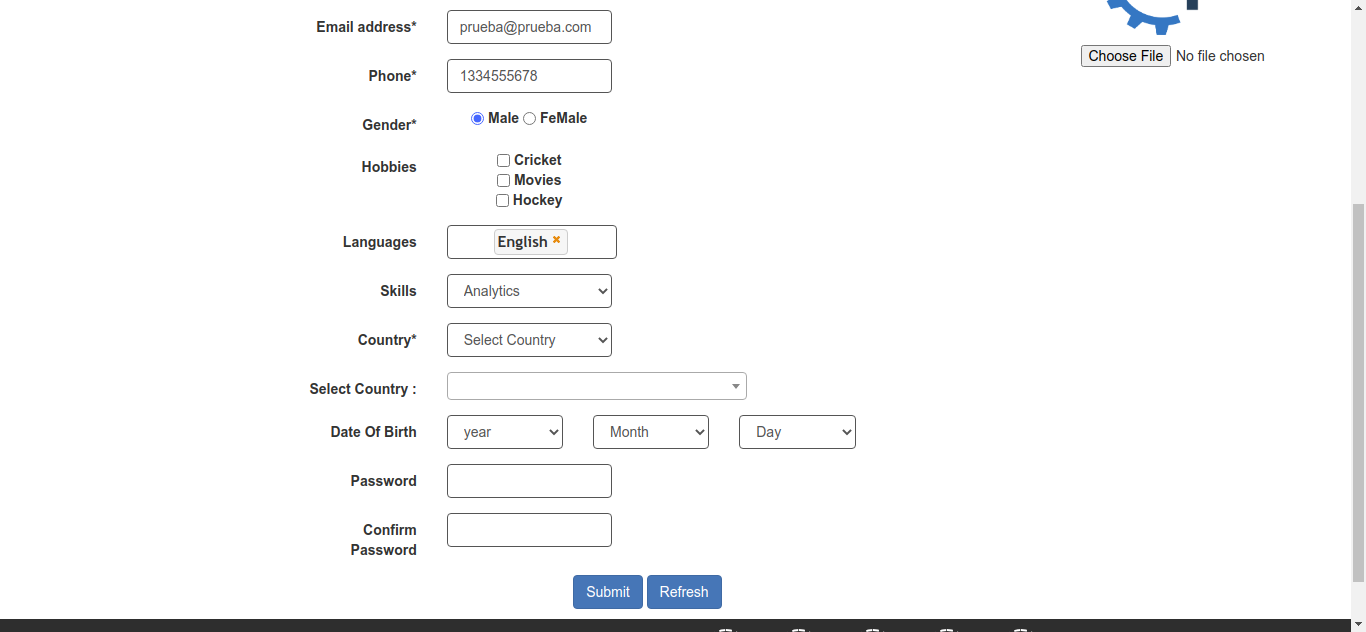 Email address* prueba@prueba.com
Choose File No file chosen
Phone* 1334555678
Gender* Male FeMale
Hobbies Cricket
Movies
Hockey
Languages English
Skills Analytics
Country* Select Country
Select Country :
Date Of Birth year Month Day
Password
Confirm
Password
Submit Refresh